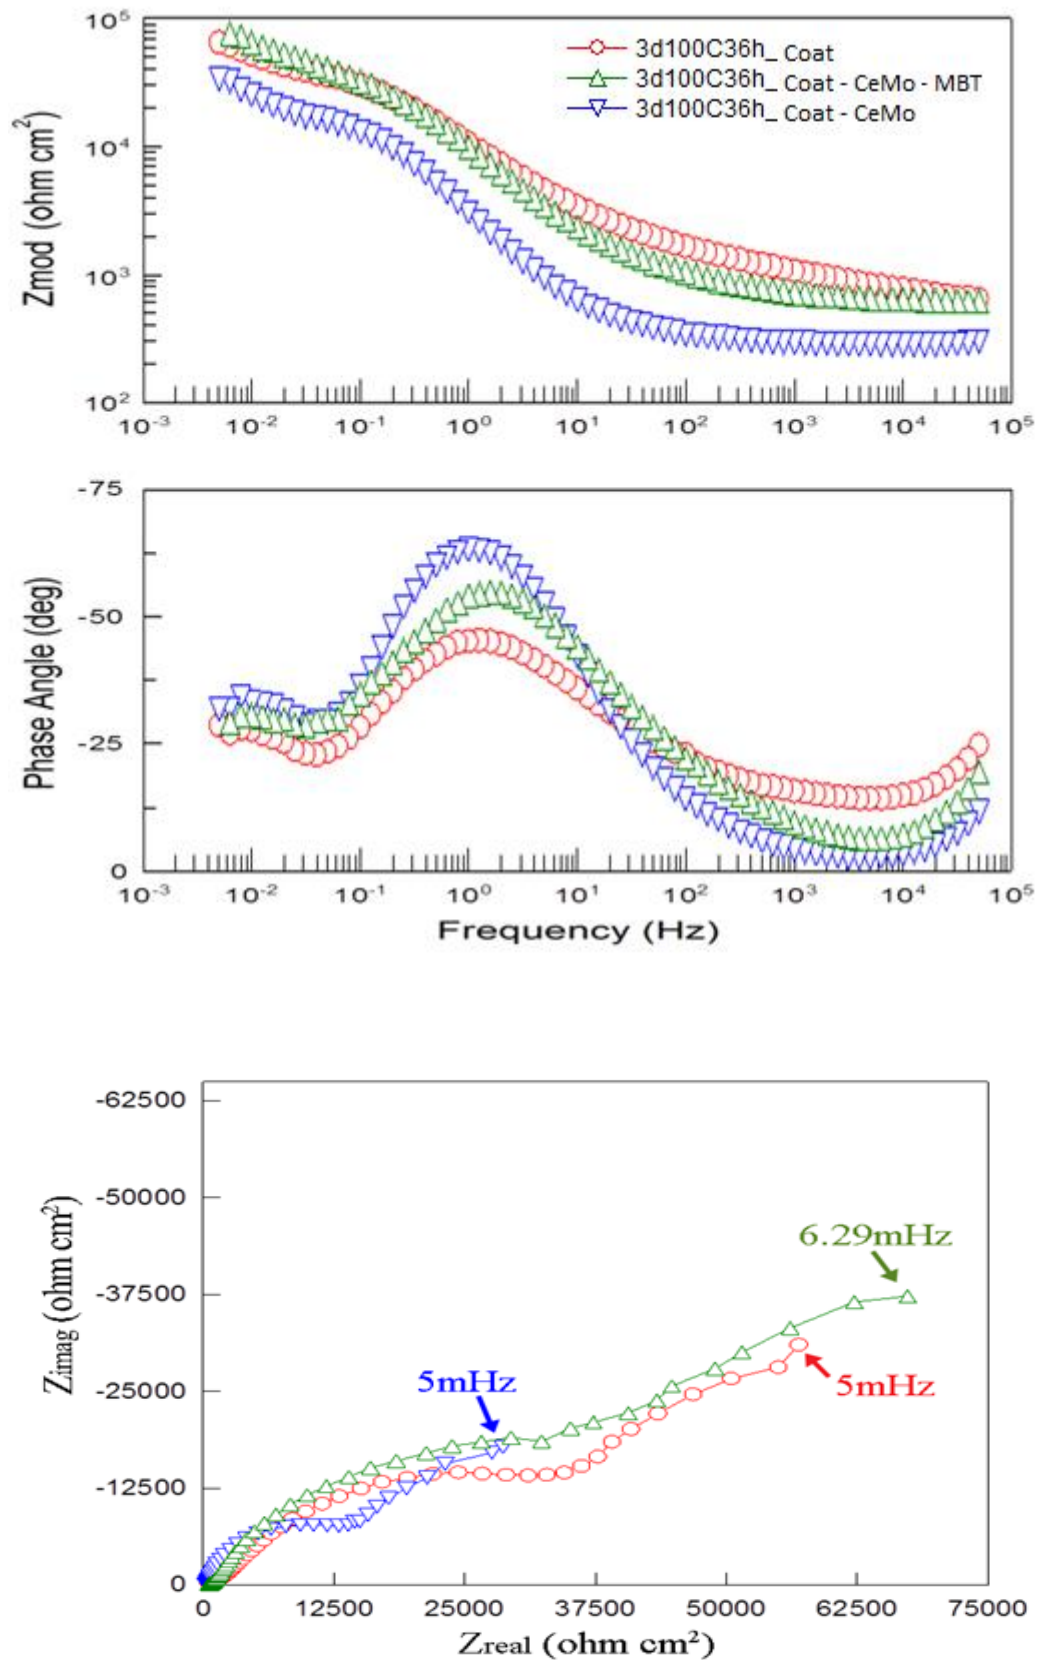 10⁵
3d100C36h_ Coat
3d100C36h_ Coat - CeMo - MBT
3d100C36h_ Coat - CeMo
10⁴
Zmod (ohm cm²)
10³
10²
10⁻³ 10⁻² 10⁻¹ 10⁰ 10¹ 10² 10³ 10⁴ 10⁵
-75
-50
Phase Angle (deg)
-25
0
10⁻³ 10⁻² 10⁻¹ 10⁰ 10¹ 10² 10³ 10⁴ 10⁵
Frequency (Hz)
-62500
-50000
6.29mHz
-37500
Zimag (ohm cm²)
-25000
5mHz
5mHz
-12500
0
0 12500 25000 37500 50000 62500 75000
Zreal (ohm cm²)